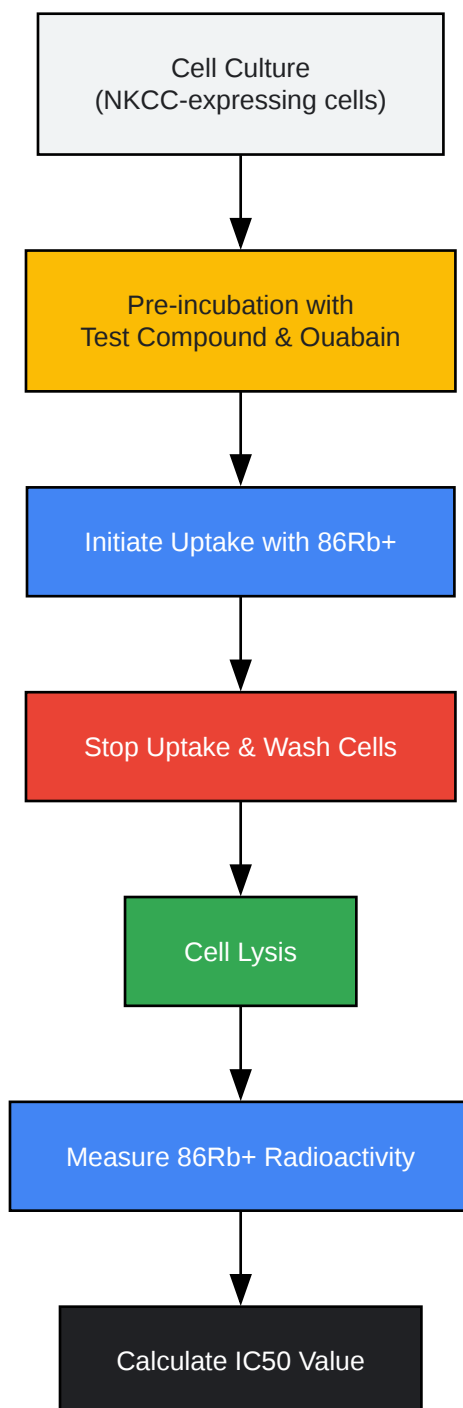 Cell Culture
(NKCC-expressing cells)
Pre-incubation with
Test Compound & Ouabain
Initiate Uptake with 86Rb+
Stop Uptake & Wash Cells
Cell Lysis
Measure 86Rb+ Radioactivity
Calculate IC50 Value